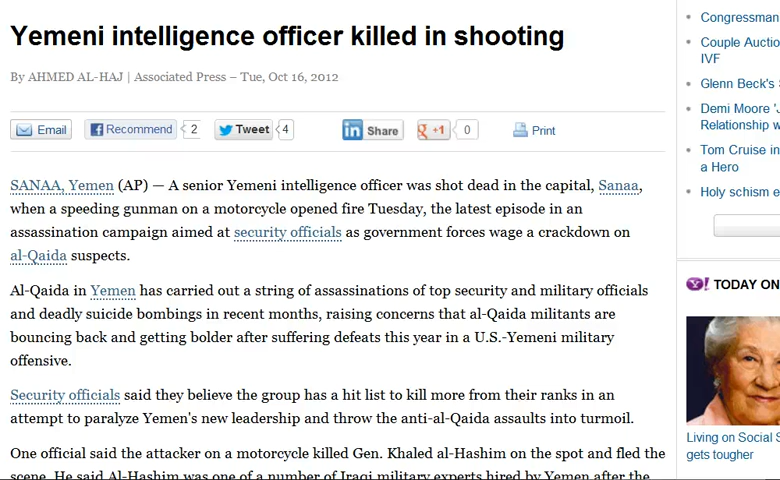 Yemeni intelligence officer killed in shooting
By AHMED AL-HAJ | Associated Press – Tue, Oct 16, 2012
Email Recommend 2 Tweet 4 Share +1 0 Print
SANAA, Yemen (AP) — A senior Yemeni intelligence officer was shot dead in the capital, Sanaa,
when a speeding gunman on a motorcycle opened fire Tuesday, the latest episode in an
assassination campaign aimed at security officials as government forces wage a crackdown on
al-Qaida suspects.
Al-Qaida in Yemen has carried out a string of assassinations of top security and military officials
and deadly suicide bombings in recent months, raising concerns that al-Qaida militants are
bouncing back and getting bolder after suffering defeats this year in a U.S.-Yemeni military
offensive.
Security officials said they believe the group has a hit list to kill more from their ranks in an
attempt to paralyze Yemen's new leadership and throw the anti-al-Qaida assaults into turmoil.
One official said the attacker on a motorcycle killed Gen. Khaled al-Hashim on the spot and fled the
scene. He said Al-Hashim was one of a number of Iraqi military experts hired by Yemen after the
Congressman
Couple Auctio
IVF
Glenn Beck's
Demi Moore '
Relationship w
Tom Cruise in
a Hero
Holy schism e
Y! TODAY ON
Living on Social S
gets tougher